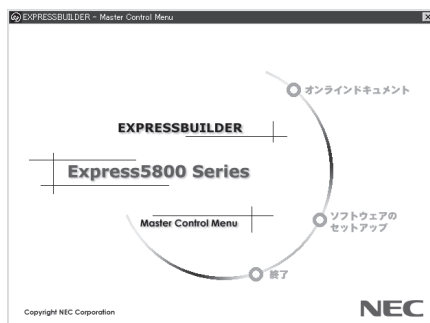 EXPRESSBUILDER - Master Control Menu
オンラインドキュメント
EXPRESSBUILDER
Express5800 Series
Master Control Menu
ソフトウェアの
セットアップ
終了
Copyright NEC Corporation
NEC